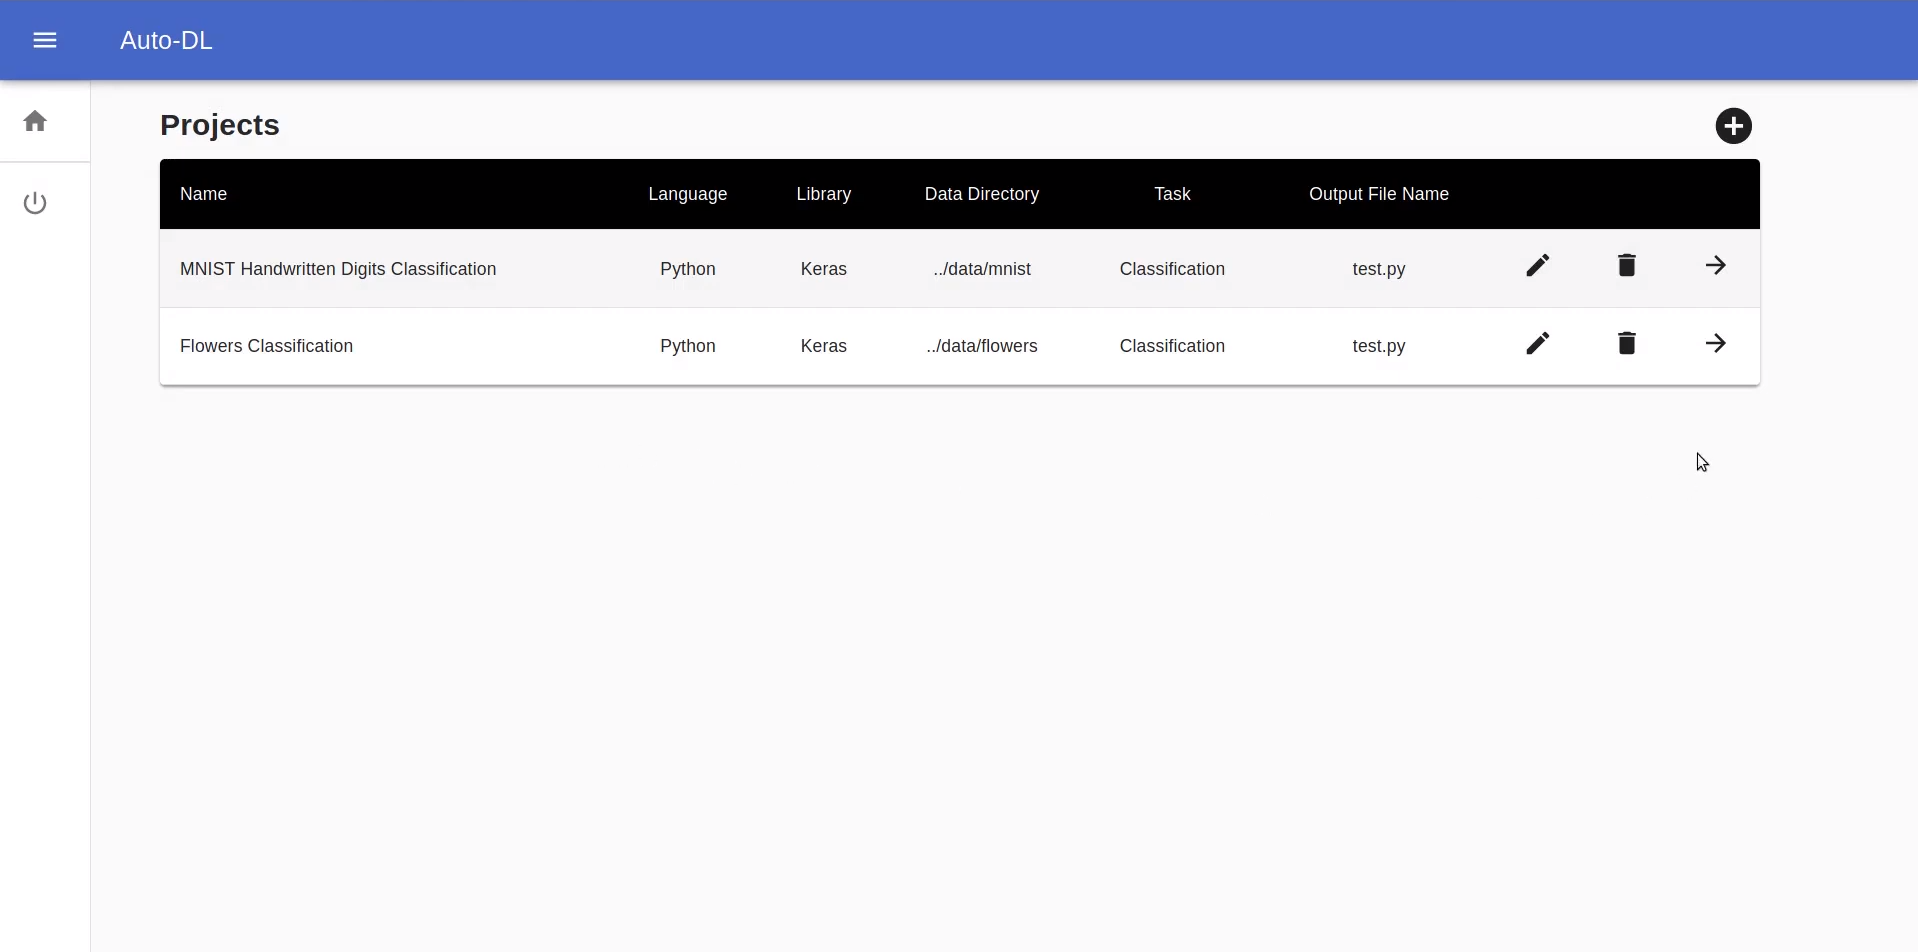 Auto-DL
Projects
Name Language Library Data Directory Task Output File Name
MNIST Handwritten Digits Classification Python Keras ../data/mnist Classification test.py
Flowers Classification Python Keras ../data/flowers Classification test.py